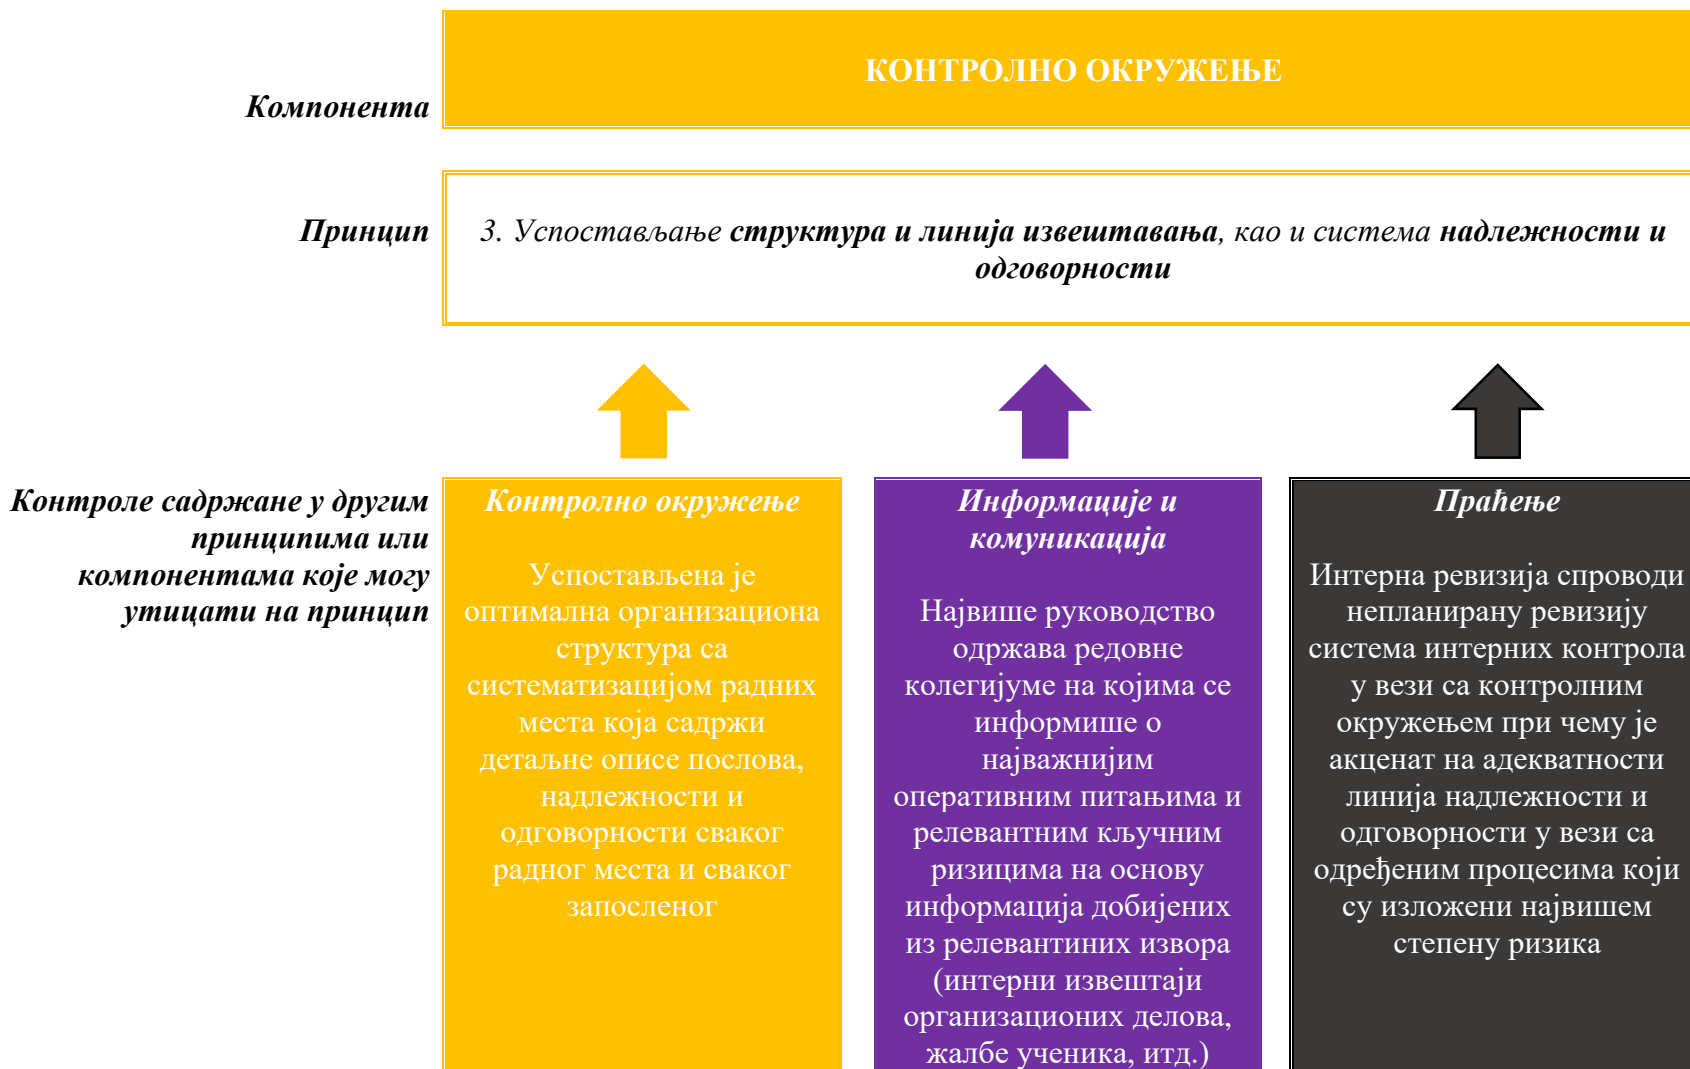 КОНТРОЛНО ОКРУЖЕЊЕ
Компонента
Принцип
3. Успостављање структура и линија извештавања, као и система надлежности и
одговорности
Контроле садржане у другим
принципима или
компонентама које могу
утицати на принцип
Контролно окружење
Успостављена је
оптимална организациона
структура са
систематизацијом радних
места која садржи
детаљне описе послова,
надлежности и
одговорности сваког
радног места и сваког
запосленог
Информације и
комуникација
Највише руководство
одржава редовне
колегијуме на којима се
информише о
најважнијим
оперативним питањима и
релевантним кључним
ризицима на основу
информација добијених
из релевантиних извора
(интерни извештаји
организационих делова,
жалбе ученика, итд.)
Праћење
Интерна ревизија спроводи
непланирану ревизију
система интерних контрола
у вези са контролним
окружењем при чему је
акценат на адекватности
линија надлежности и
одговорности у вези са
одређеним процесима који
су изложени највишем
степену ризика